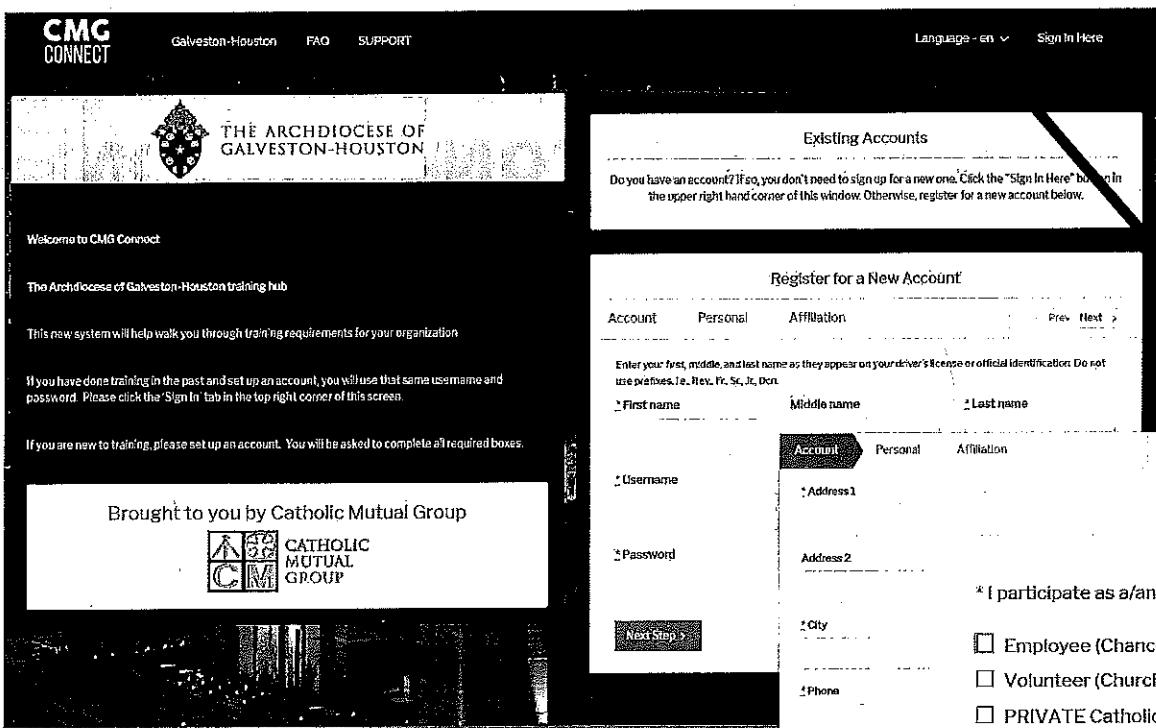 CMG
CONNECT
Galveston-Houston FAQ SUPPORT
Language - en Sign In Here
THE ARCHDIOCESE OF
GALVESTON-HOUSTON
Welcome to CMG Connect
The Archdiocese of Galveston-Houston training hub
This new system will help walk you through training requirements for your organization
If you have done training in the past and set up an account, you will use that same username and
password. Please click the 'Sign In' tab in the top right corner of this screen.
If you are new to training, please set up an account. You will be asked to complete all required boxes.
Brought to you by Catholic Mutual Group
CM
CATHOLIC
MUTUAL
GROUP
Existing Accounts
Do you have an account? If so, you don't need to sign up for a new one. Click the "Sign In Here" button in
the upper right hand corner of this window. Otherwise, register for a new account below.
Register for a New Account
Account Personal Affiliation Prev Next >
Enter your first, middle, and last name as they appear on your driver's license or official identification. Do not
use prefixes. i.e. Rev, Fr, Sr, Jr, Dcn.
* First name Middle name * Last name
* Username
* Password
Next Step >
Account Personal Affiliation
* Address 1
Address 2
* City
* Phone
* I participate as a/an
Employee (Chanc
Volunteer (Church
PRIVATE Catholic